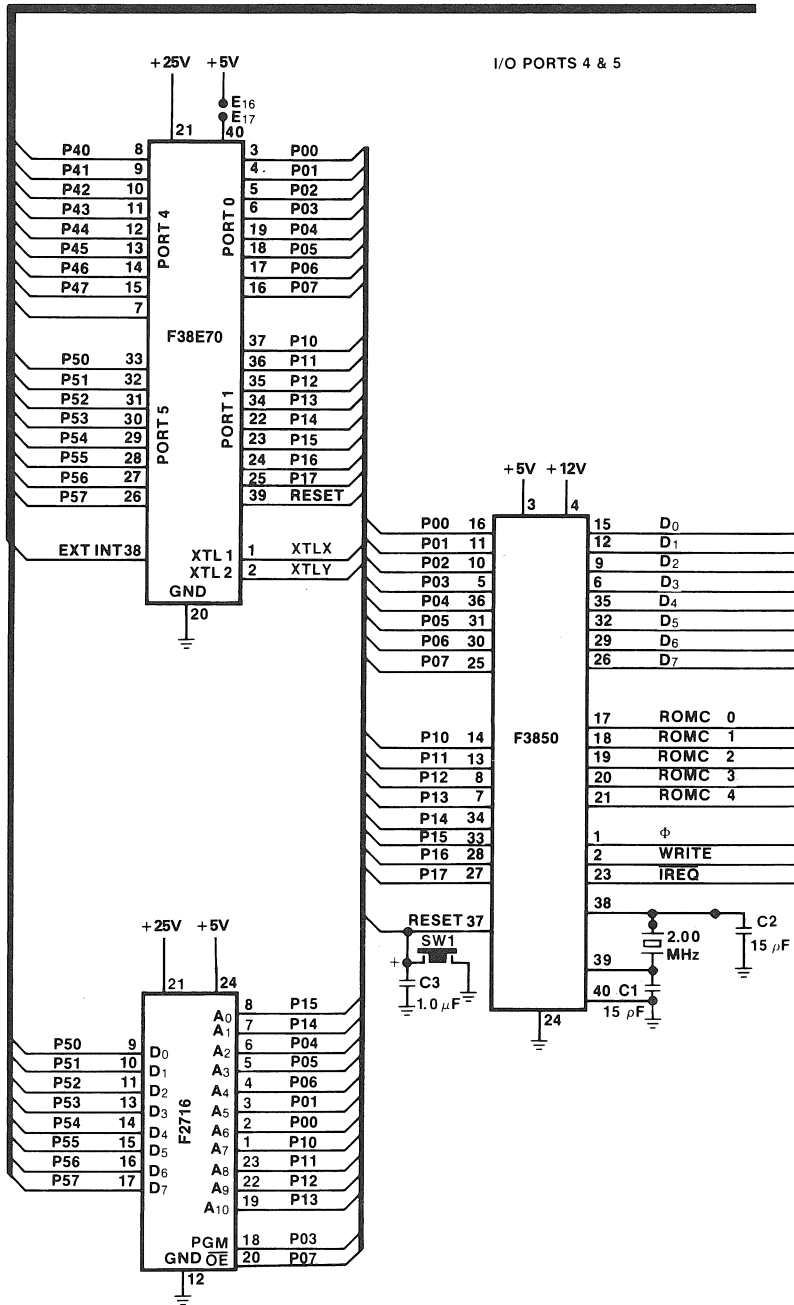 I/O PORTS 4 & 5
+25V +5V
E16
E17
21 40
P40 8 3 P00
P41 9 4 P01
P42 10 5 P02
P43 11 6 P03
P44 12 19 P04
P45 13 18 P05
P46 14 17 P06
P47 15 16 P07
7
PORT 4 PORT 0
F38E70
37 P10
P50 33 36 P11
P51 32 35 P12
P52 31 34 P13
P53 30 22 P14
P54 29 23 P15
P55 28 24 P16
P56 27 25 P17
P57 26 39 RESET
PORT 5 PORT 1
EXT INT 38 XTL 1 1 XTLX
XTL 2 2 XTLY
GND
20
+5V +12V
3 4
P00 16 15 D0
P01 11 12 D1
P02 10 9 D2
P03 5 6 D3
P04 36 35 D4
P05 31 32 D5
P06 30 29 D6
P07 25 26 D7
F3850
17 ROMC 0
P10 14 18 ROMC 1
P11 13 19 ROMC 2
P12 8 20 ROMC 3
P13 7 21 ROMC 4
P14 34
P15 33 1 Φ
P16 28 2 WRITE
P17 27 23 IREQ
RESET 37 38
SW1
+
C3
1.0 μF
2.00
MHz
C2
15 ρF
39
40 C1
15 ρF
24
+25V +5V
21 24
A0 8 P15
A1 7 P14
P50 9 D0 A2 6 P04
P51 10 D1 A3 5 P05
P52 11 D2 A4 4 P06
P53 13 D3 A5 3 P01
P54 14 D4 A6 2 P00
P55 15 D5 A7 1 P10
P56 16 D6 A8 23 P11
P57 17 D7 A9 22 P12
A10 19 P13
F2716
PGM 18 P03
GND OE 20 P07
12